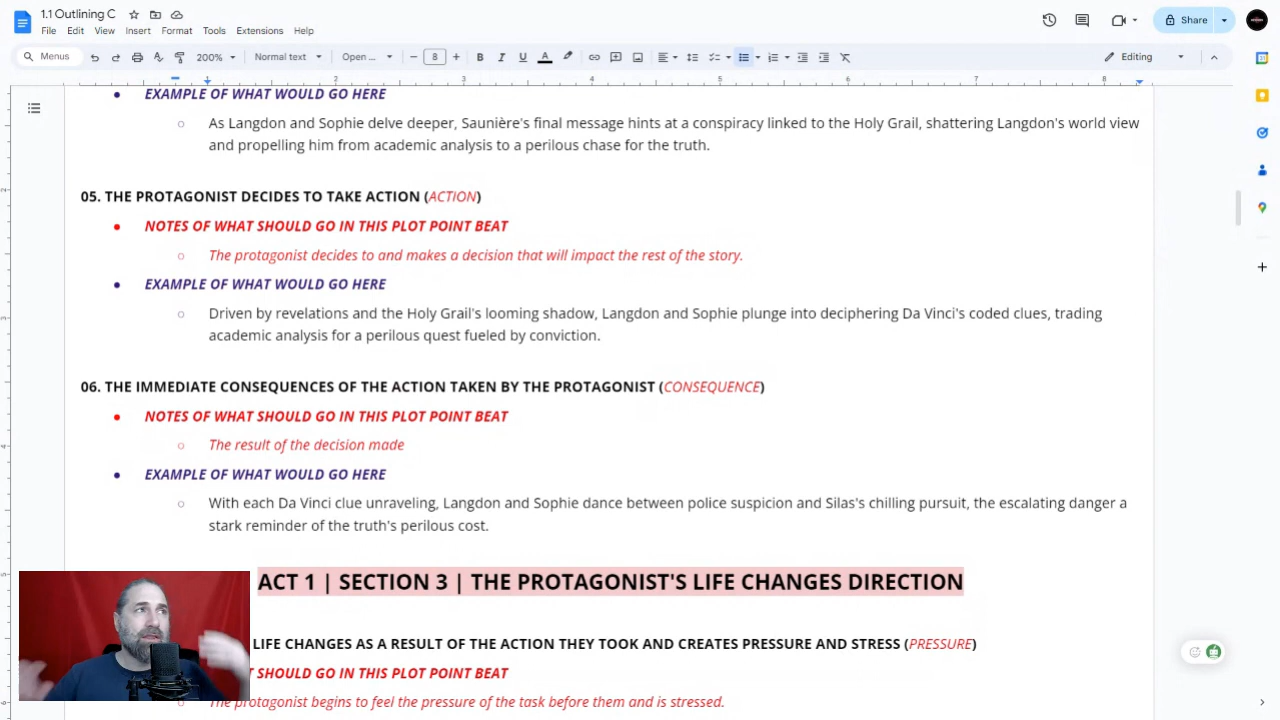 1.1 Outlining C
File Edit View Insert Format Tools Extensions Help
Share
Menus
200%
Normal text
Open ...
8
Editing
2 3 4 5 6 7 8
EXAMPLE OF WHAT WOULD GO HERE
As Langdon and Sophie delve deeper, Saunière's final message hints at a conspiracy linked to the Holy Grail, shattering Langdon's world view
and propelling him from academic analysis to a perilous chase for the truth.
05. THE PROTAGONIST DECIDES TO TAKE ACTION (ACTION)
NOTES OF WHAT SHOULD GO IN THIS PLOT POINT BEAT
The protagonist decides to and makes a decision that will impact the rest of the story.
EXAMPLE OF WHAT WOULD GO HERE
Driven by revelations and the Holy Grail's looming shadow, Langdon and Sophie plunge into deciphering Da Vinci's coded clues, trading
academic analysis for a perilous quest fueled by conviction.
06. THE IMMEDIATE CONSEQUENCES OF THE ACTION TAKEN BY THE PROTAGONIST (CONSEQUENCE)
NOTES OF WHAT SHOULD GO IN THIS PLOT POINT BEAT
The result of the decision made
EXAMPLE OF WHAT WOULD GO HERE
With each Da Vinci clue unraveling, Langdon and Sophie dance between police suspicion and Silas's chilling pursuit, the escalating danger a
stark reminder of the truth's perilous cost.
ACT 1 | SECTION 3 | THE PROTAGONIST'S LIFE CHANGES DIRECTION
LIFE CHANGES AS A RESULT OF THE ACTION THEY TOOK AND CREATES PRESSURE AND STRESS (PRESSURE)
T SHOULD GO IN THIS PLOT POINT BEAT
The protagonist begins to feel the pressure of the task before them and is stressed.